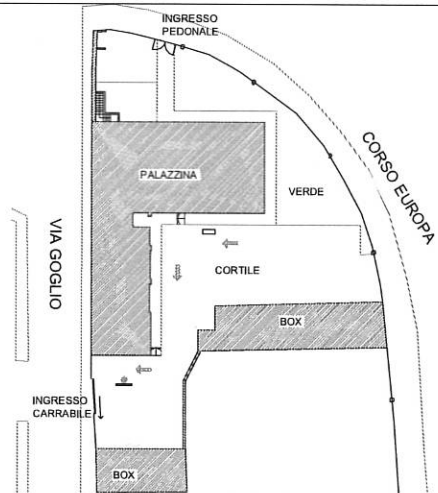 INGRESSO
PEDONALE
CORSO EUROPA
PALAZZINA
VERDE
VIA GOGLIO
CORTILE
BOX
INGRESSO
CARRABILE
BOX